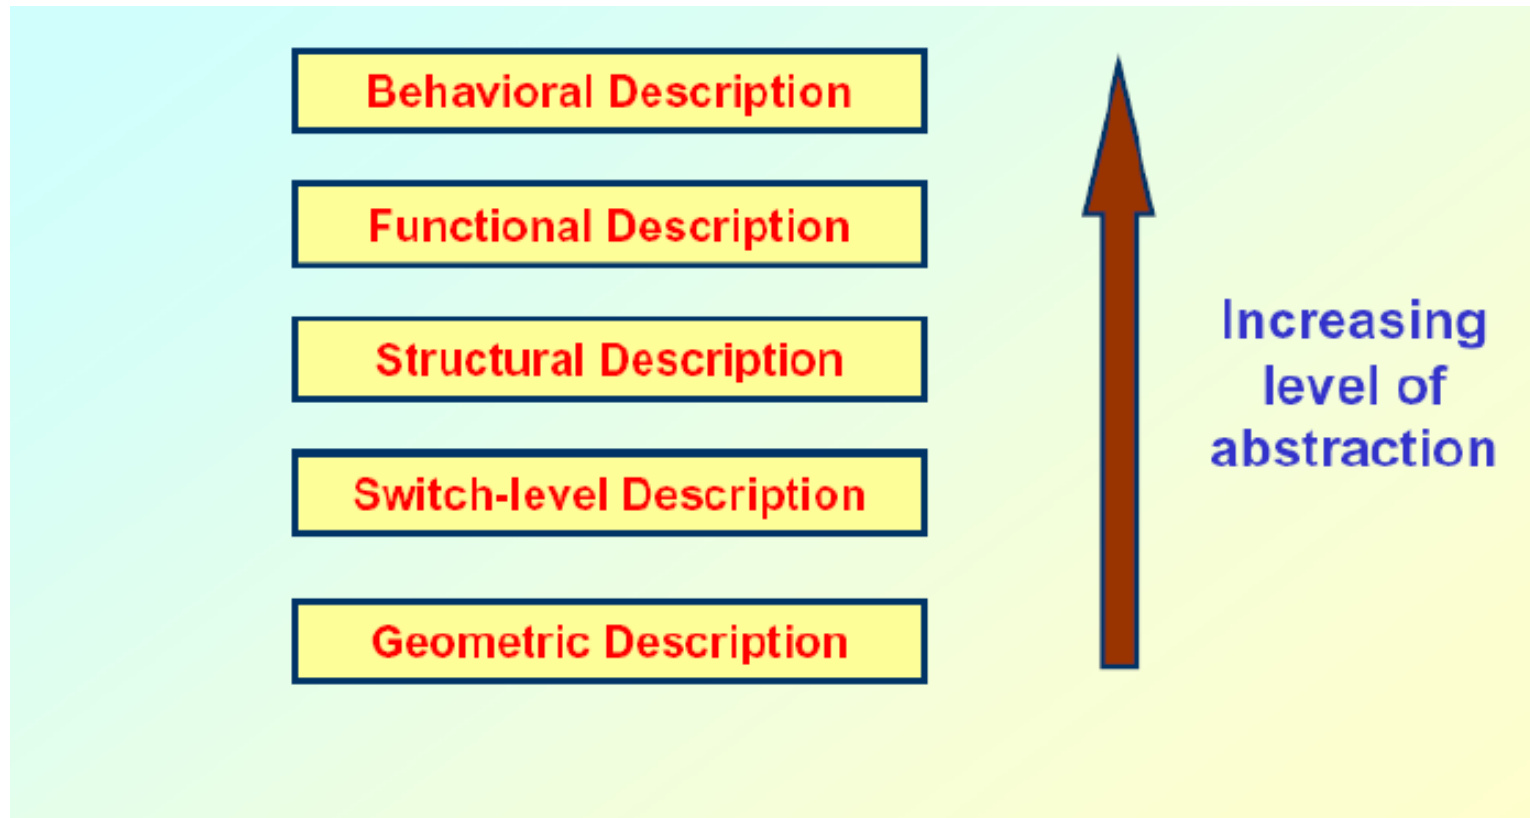 Behavioral Description
Functional Description
Structural Description
Switch-level Description
Geometric Description
Increasing
level of
abstraction